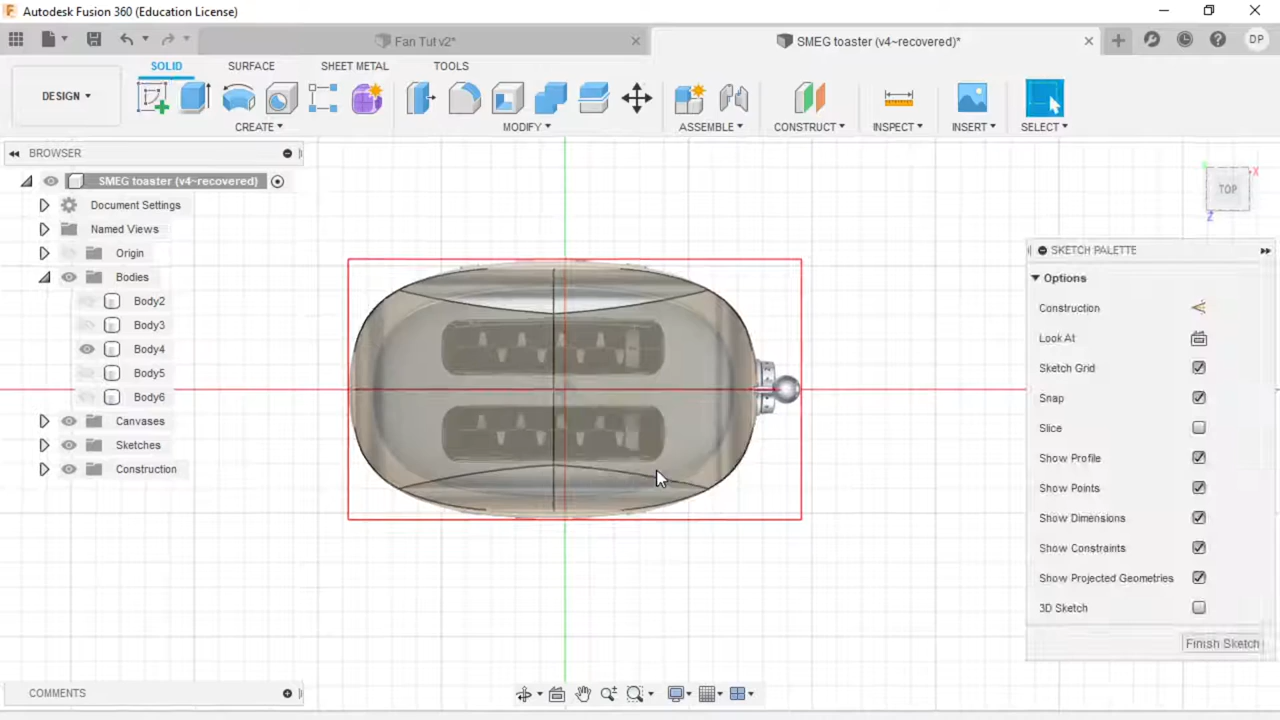 Autodesk Fusion 360 (Education License)
Fan Tut v2*
SMEG toaster (v4~recovered)*
DP
DESIGN
SOLID
SURFACE
SHEET METAL
TOOLS
CREATE
MODIFY
ASSEMBLE
CONSTRUCT
INSPECT
INSERT
SELECT
BROWSER
SMEG toaster (v4~recovered)
Document Settings
Named Views
Origin
Bodies
Body2
Body3
Body4
Body5
Body6
Canvases
Sketches
Construction
TOP
X
Z
SKETCH PALETTE
Options
Construction
Look At
Sketch Grid
Snap
Slice
Show Profile
Show Points
Show Dimensions
Show Constraints
Show Projected Geometries
3D Sketch
Finish Sketch
COMMENTS